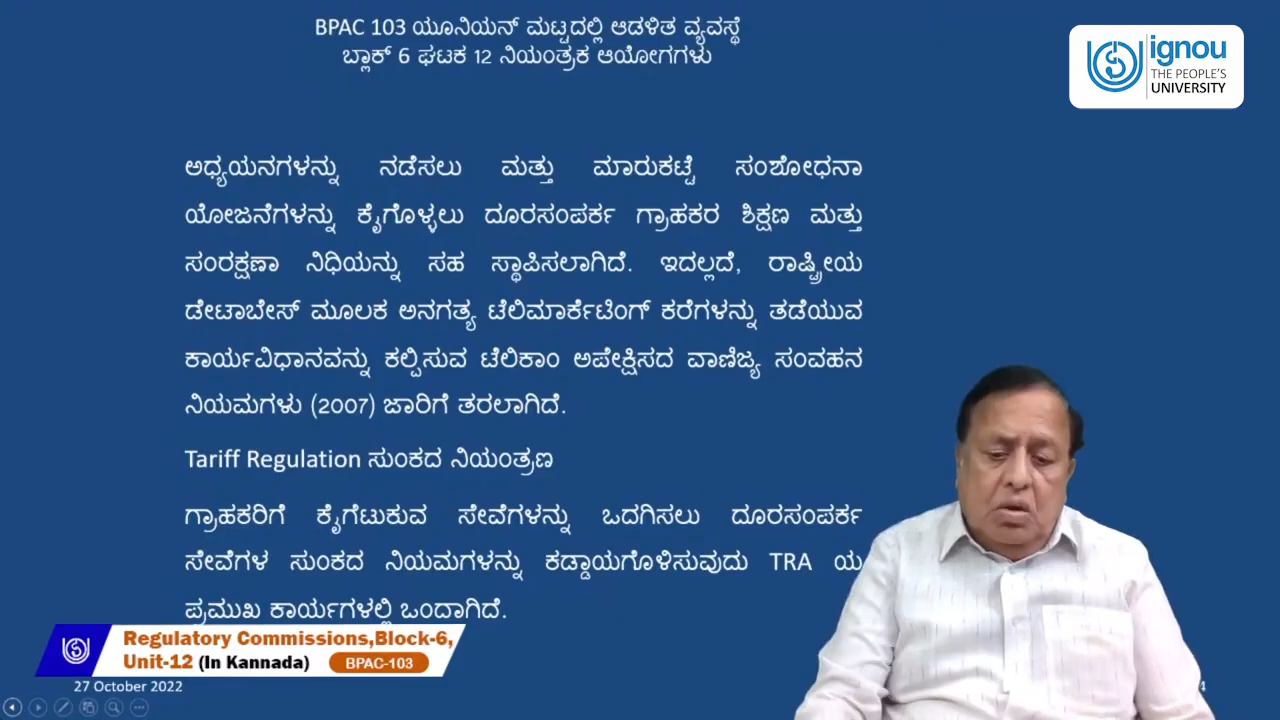 BPAC 103 ಯೂನಿಯನ್ ಮಟ್ಟದಲ್ಲಿ ಆಡಳಿತ ವ್ಯವಸ್ಥೆ
ಬ್ಲಾಕ್ 6 ಘಟಕ 12 ನಿಯಂತ್ರಕ ಆಯೋಗಗಳು
ignou
THE PEOPLE'S
UNIVERSITY
ಅಧ್ಯಯನಗಳನ್ನು ನಡೆಸಲು ಮತ್ತು ಮಾರುಕಟ್ಟೆ ಸಂಶೋಧನಾ
ಯೋಜನೆಗಳನ್ನು ಕೈಗೊಳ್ಳಲು ದೂರಸಂಪರ್ಕ ಗ್ರಾಹಕರ ಶಿಕ್ಷಣ ಮತ್ತು
ಸಂರಕ್ಷಣಾ ನಿಧಿಯನ್ನು ಸಹ ಸ್ಥಾಪಿಸಲಾಗಿದೆ. ಇದಲ್ಲದೆ, ರಾಷ್ಟ್ರೀಯ
ಡೇಟಾಬೇಸ್ ಮೂಲಕ ಅನಗತ್ಯ ಟೆಲಿಮಾರ್ಕೆಟಿಂಗ್ ಕರೆಗಳನ್ನು ತಡೆಯುವ
ಕಾರ್ಯವಿಧಾನವನ್ನು ಕಲ್ಪಿಸುವ ಟೆಲಿಕಾಂ ಅಪೇಕ್ಷಿಸದ ವಾಣಿಜ್ಯ ಸಂವಹನ
ನಿಯಮಗಳು (2007) ಜಾರಿಗೆ ತರಲಾಗಿದೆ.
Tariff Regulation ಸುಂಕದ ನಿಯಂತ್ರಣ
ಗ್ರಾಹಕರಿಗೆ ಕೈಗೆಟುಕುವ ಸೇವೆಗಳನ್ನು ಒದಗಿಸಲು ದೂರಸಂಪರ್ಕ
ಸೇವೆಗಳ ಸುಂಕದ ನಿಯಮಗಳನ್ನು ಕಡ್ಡಾಯಗೊಳಿಸುವುದು TRA ಯ
ಪ್ರಮುಖ ಕಾರ್ಯಗಳಲ್ಲಿ ಒಂದಾಗಿದೆ.
Regulatory Commissions,Block-6,
Unit-12 (In Kannada) BPAC-103
27 October 2022